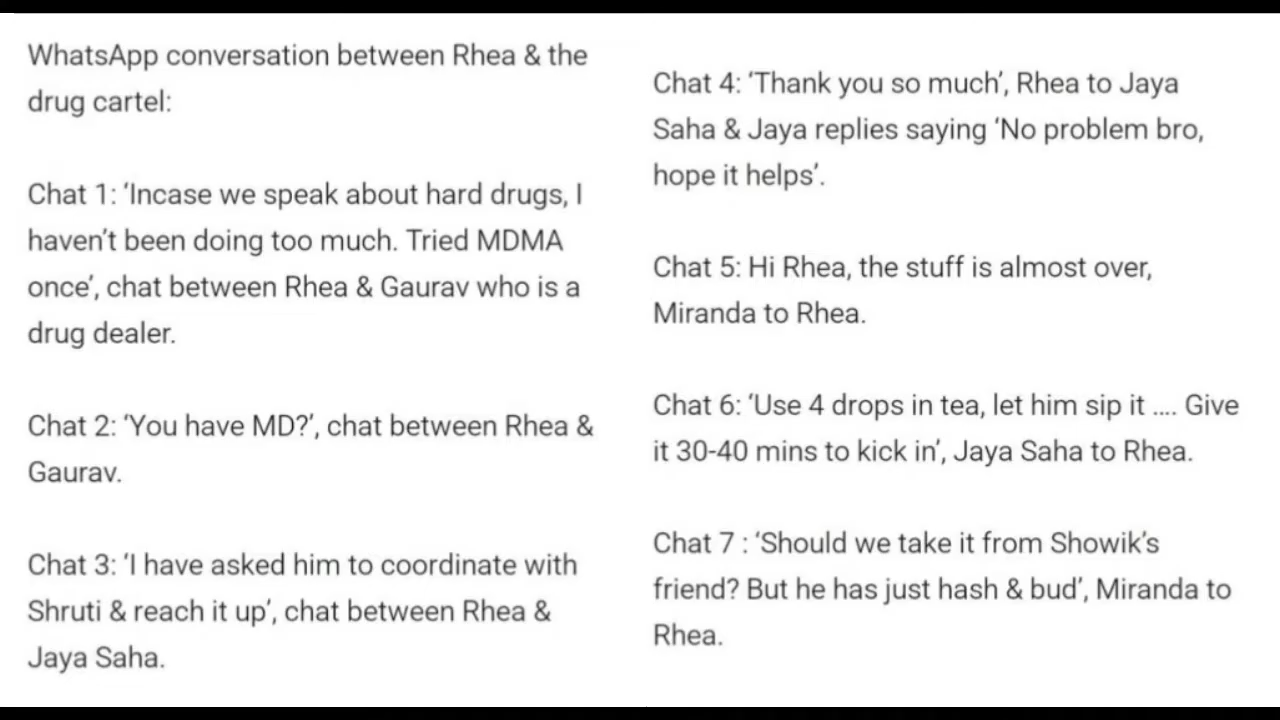 WhatsApp conversation between Rhea & the
drug cartel:
Chat 1: ‘Incase we speak about hard drugs, I
haven’t been doing too much. Tried MDMA
once’, chat between Rhea & Gaurav who is a
drug dealer.
Chat 2: ‘You have MD?’, chat between Rhea &
Gaurav.
Chat 3: ‘I have asked him to coordinate with
Shruti & reach it up’, chat between Rhea &
Jaya Saha.
Chat 4: ‘Thank you so much’, Rhea to Jaya
Saha & Jaya replies saying ‘No problem bro,
hope it helps’.
Chat 5: Hi Rhea, the stuff is almost over,
Miranda to Rhea.
Chat 6: ‘Use 4 drops in tea, let him sip it .... Give
it 30-40 mins to kick in’, Jaya Saha to Rhea.
Chat 7 : ‘Should we take it from Showik’s
friend? But he has just hash & bud’, Miranda to
Rhea.